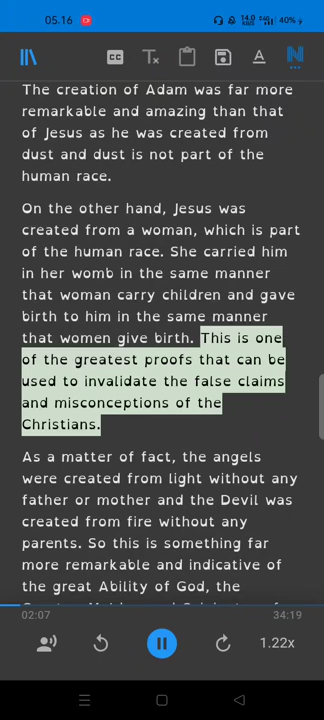 05.16
14.0
KB/S
40%
CC
The creation of Adam was far more
remarkable and amazing than that
of Jesus as he was created from
dust and dust is not part of the
human race.
On the other hand, Jesus was
created from a woman, which is part
of the human race. She carried him
in her womb in the same manner
that woman carry children and gave
birth to him in the same manner
that women give birth. This is one
of the greatest proofs that can be
used to invalidate the false claims
and misconceptions of the
Christians.
As a matter of fact, the angels
were created from light without any
father or mother and the Devil was
created from fire without any
parents. So this is something far
more remarkable and indicative of
the great Ability of God, the
02:07
34:19
1.22x